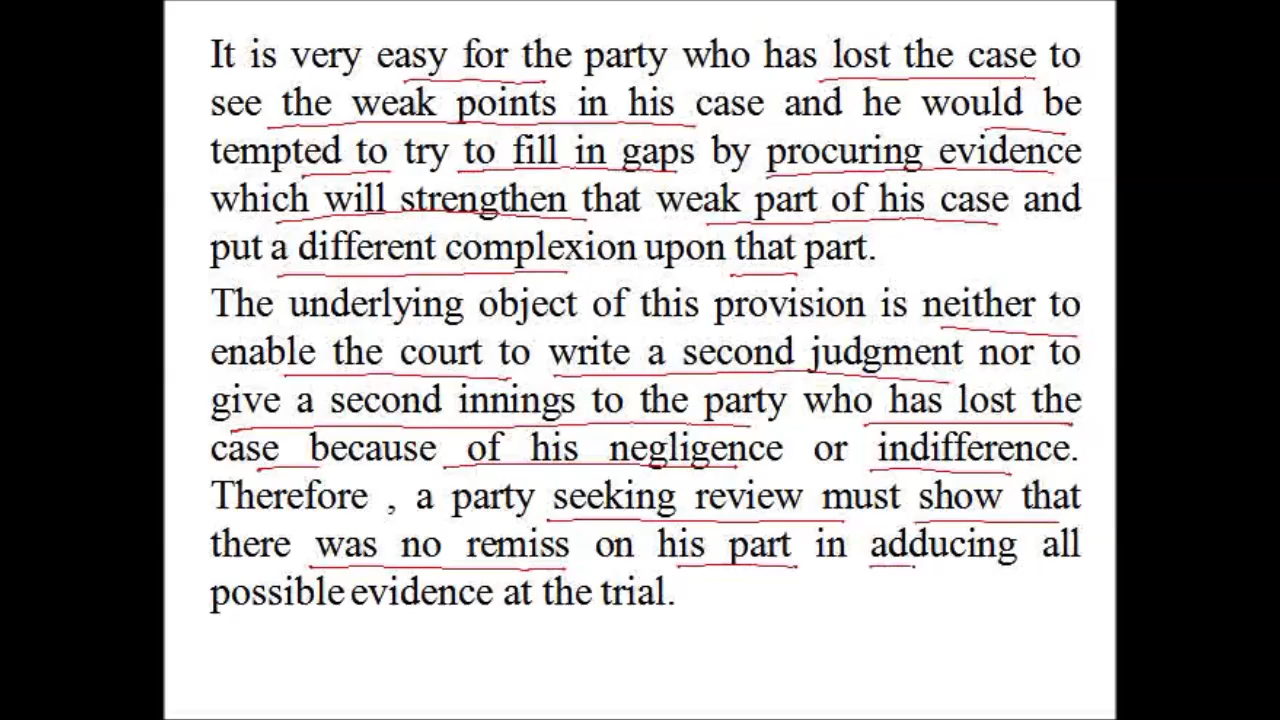 It is very easy for the party who has lost the case to
see the weak points in his case and he would be
tempted to try to fill in gaps by procuring evidence
which will strengthen that weak part of his case and
put a different complexion upon that part.
The underlying object of this provision is neither to
enable the court to write a second judgment nor to
give a second innings to the party who has lost the
case because of his negligence or indifference.
Therefore , a party seeking review must show that
there was no remiss on his part in adducing all
possible evidence at the trial.